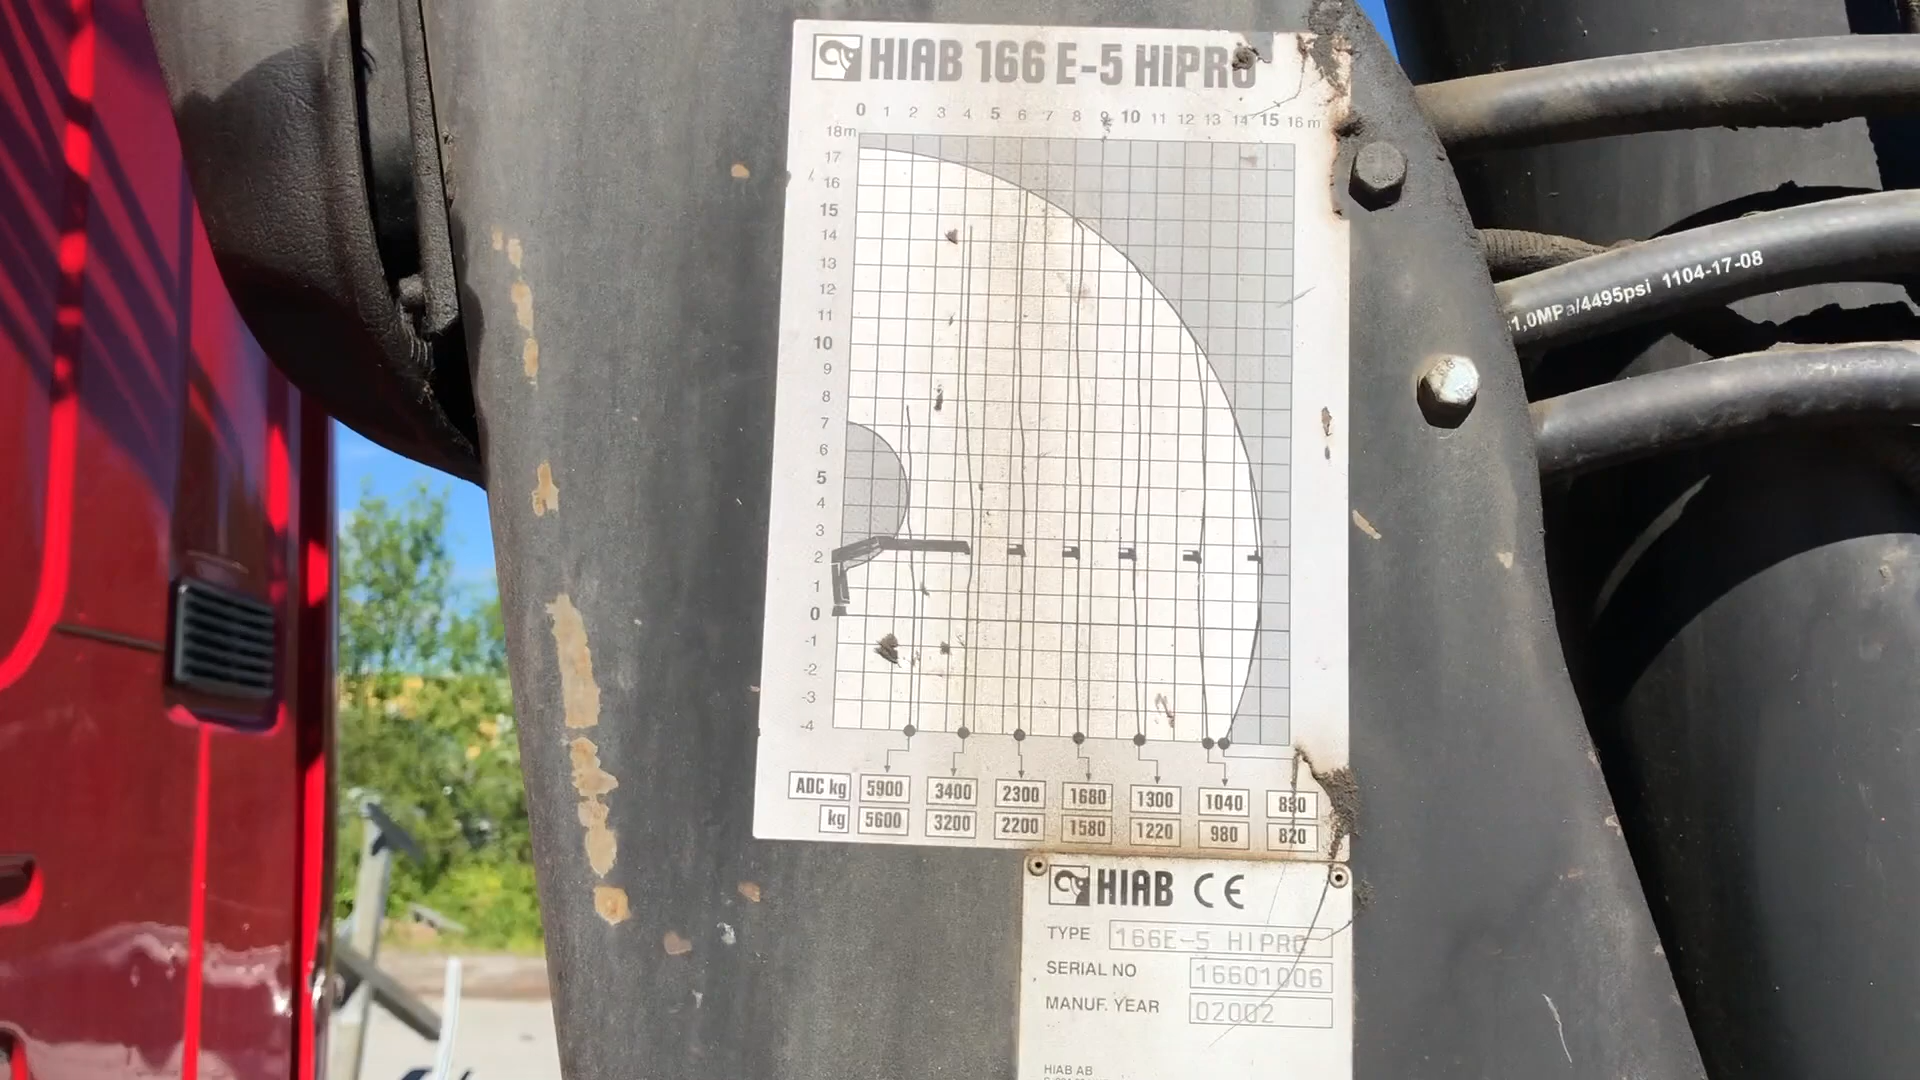 HIAB 166 E-5 HIPRO
0 1 2 3 4 5 6 7 8 9 10 11 12 13 14 15 16 m
18m
17
16
15
14
13
12
11
10
9
8
7
6
5
4
3
2
1
0
-1
-2
-3
-4
ADC kg 5900 3400 2300 1680 1300 1040
kg 5600 3200 2200 1580 1220 980 820
1,0MPa/4495psi 1104-17-08
HIAB CE
TYPE 166E-5 HIPRO
SERIAL NO 16601006
MANUF. YEAR 02002
HIAB AB